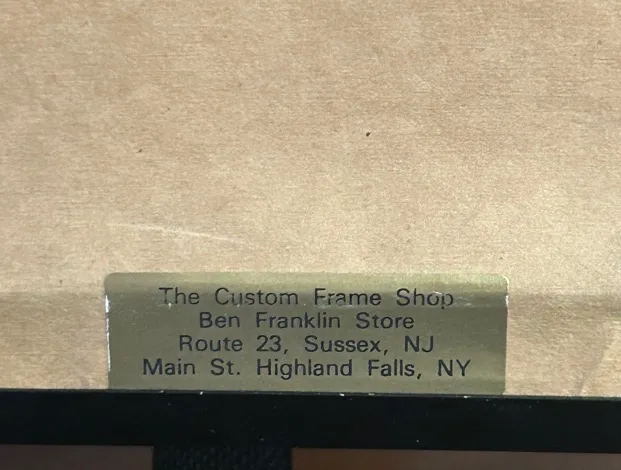 The Custom Frame Shop
Ben Franklin Store
Route 23, Sussex, NJ
Main St. Highland Falls, NY